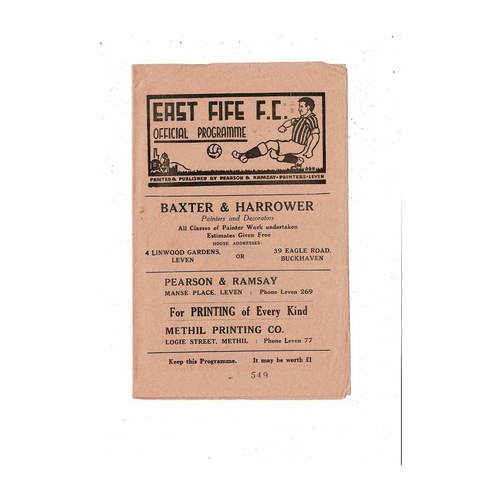 EAST FIFE F.C.
OFFICIAL PROGRAMME
PRINTED & PUBLISHED BY PEARSON & RAMSAY • PRINTERS • LEVEN
BAXTER & HARROWER
Painters and Decorators
All Classes of Painter Work undertaken
Estimates Given Free
HOUSE ADDRESSES:
4 LINWOOD GARDENS, LEVEN
OR
39 EAGLE ROAD, BUCKHAVEN
PEARSON & RAMSAY
MANSE PLACE, LEVEN : Phone Leven 269
For PRINTING of Every Kind
METHIL PRINTING CO.
LOGIE STREET, METHIL : Phone Leven 77
Keep this Programme. It may be worth £1
549